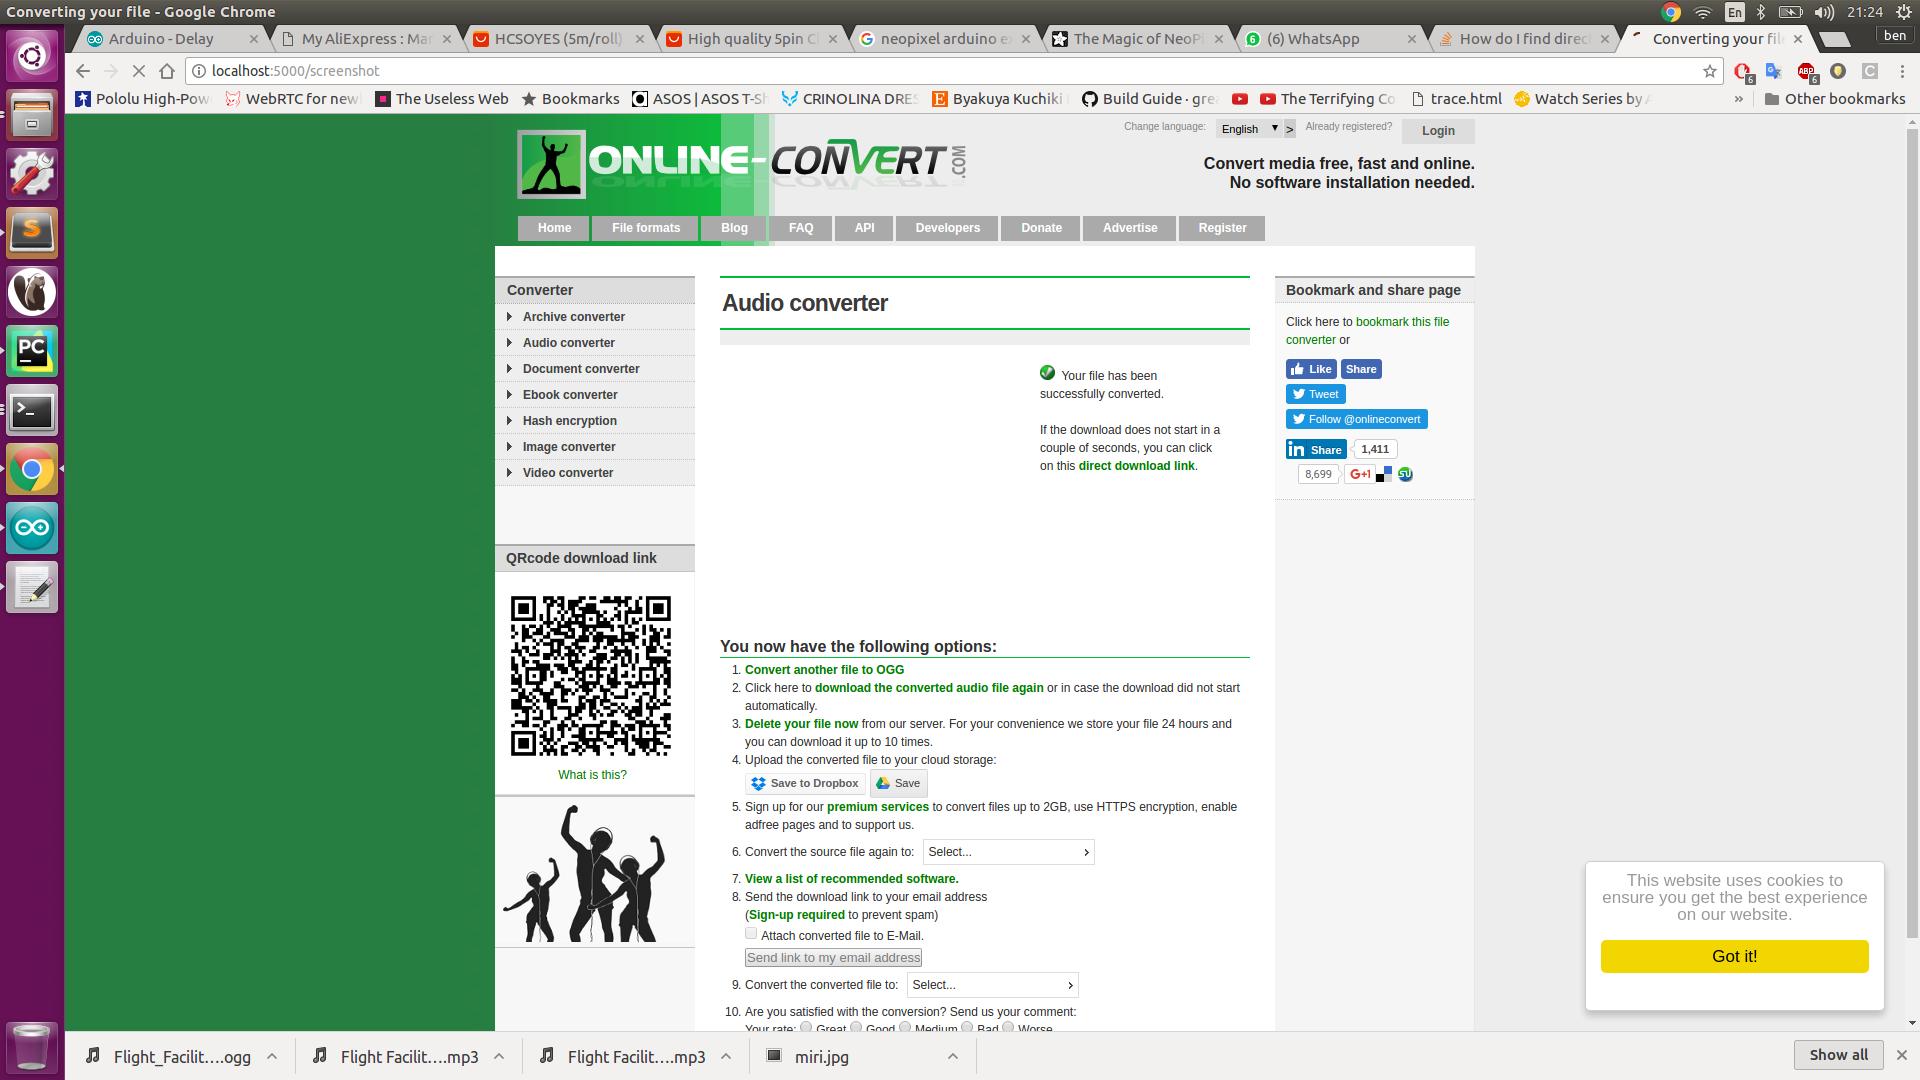 Converting your file - Google Chrome
En
21:24
Arduino - Delay
My AliExpress : Ma
HCSOYES (5m/roll)
High quality 5pin C
neopixel arduino e
The Magic of NeoPi
(6) WhatsApp
How do I find direc
Converting your file
ben
localhost:5000/screenshot
6
ABP
6
C
Pololu High-Pow
WebRTC for new
The Useless Web
Bookmarks
ASOS | ASOS T-Sh
CRINOLINA DRES
Byakuya Kuchiki
Build Guide · gre
The Terrifying Co
trace.html
Watch Series by A
»
Other bookmarks
ONLINE-CONVERT.COM
Change language:
English
>
Already registered?
Login
Convert media free, fast and online.
No software installation needed.
Home
File formats
Blog
FAQ
API
Developers
Donate
Advertise
Register
Converter
Archive converter
Audio converter
Document converter
Ebook converter
Hash encryption
Image converter
Video converter
QRcode download link
What is this?
Audio converter
Your file has been
successfully converted.
If the download does not start in a
couple of seconds, you can click
on this direct download link.
You now have the following options:
1. Convert another file to OGG
2. Click here to download the converted audio file again or in case the download did not start
automatically.
3. Delete your file now from our server. For your convenience we store your file 24 hours and
you can download it up to 10 times.
4. Upload the converted file to your cloud storage:
Save to Dropbox
Save
5. Sign up for our premium services to convert files up to 2GB, use HTTPS encryption, enable
adfree pages and to support us.
6. Convert the source file again to: Select...
7. View a list of recommended software.
8. Send the download link to your email address
(Sign-up required to prevent spam)
Attach converted file to E-Mail.
Send link to my email address
9. Convert the converted file to: Select...
10. Are you satisfied with the conversion? Send us your comment:
Your rate: Great Good Medium Bad Worse
Bookmark and share page
Click here to bookmark this file
converter or
Like
Share
Tweet
Follow @onlineconvert
in Share 1,411
8,699 G+1
This website uses cookies to
ensure you get the best experience
on our website.
Got it!
Flight_Facilit....ogg
Flight Facilit....mp3
Flight Facilit....mp3
miri.jpg
Show all